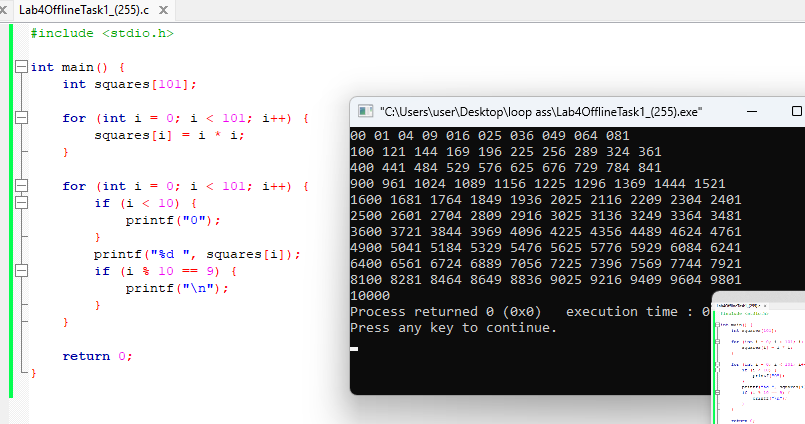 Lab4OfflineTask1_(255).c
#include <stdio.h>
int main() {
int squares[101];
for (int i = 0; i < 101; i++) {
squares[i] = i * i;
}
for (int i = 0; i < 101; i++) {
if (i < 10) {
printf("0");
}
printf("%d ", squares[i]);
if (i % 10 == 9) {
printf("\n");
}
}
return 0;
}
"C:\Users\user\Desktop\loop ass\Lab4OfflineTask1_(255).exe"
00 01 04 09 016 025 036 049 064 081
100 121 144 169 196 225 256 289 324 361
400 441 484 529 576 625 676 729 784 841
900 961 1024 1089 1156 1225 1296 1369 1444 1521
1600 1681 1764 1849 1936 2025 2116 2209 2304 2401
2500 2601 2704 2809 2916 3025 3136 3249 3364 3481
3600 3721 3844 3969 4096 4225 4356 4489 4624 4761
4900 5041 5184 5329 5476 5625 5776 5929 6084 6241
6400 6561 6724 6889 7056 7225 7396 7569 7744 7921
8100 8281 8464 8649 8836 9025 9216 9409 9604 9801
10000
Process returned 0 (0x0)   execution time : 0
Press any key to continue.